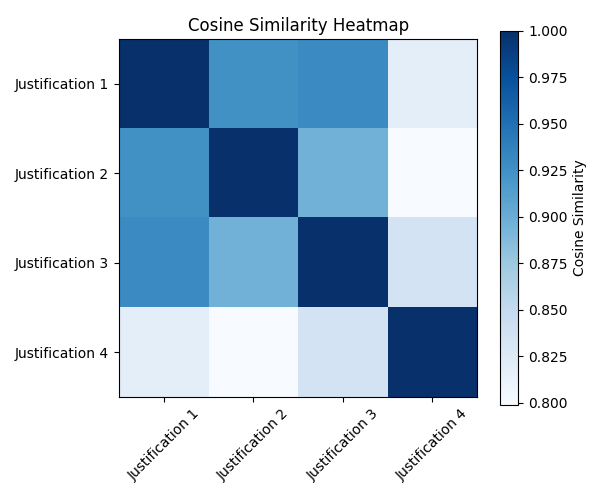 Cosine Similarity Heatmap
Justification 1
Justification 2
Justification 3
Justification 4
Justification 1
Justification 2
Justification 3
Justification 4
1.000
0.975
0.950
0.925
0.900
0.875
0.850
0.825
0.800
Cosine Similarity